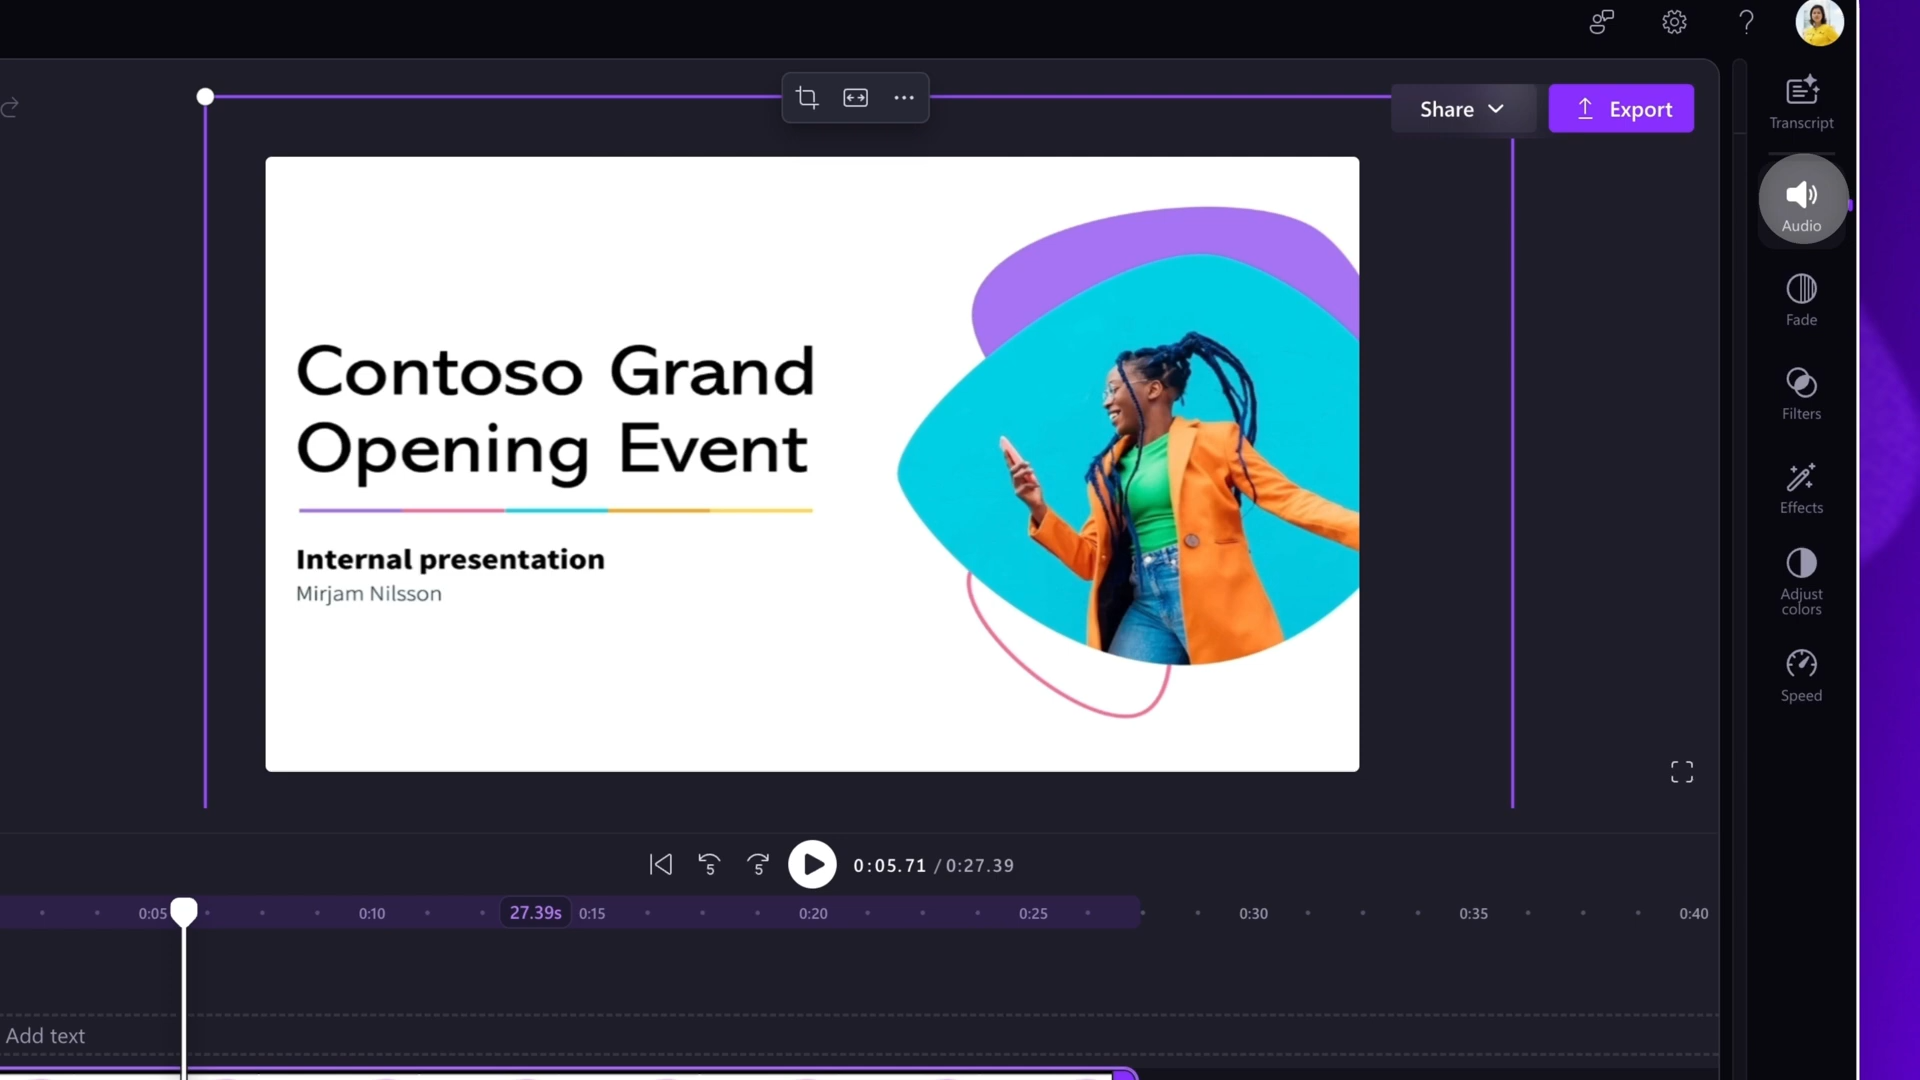 Share
Export
Transcript
Audio
Fade
Filters
Effects
Adjust
colors
Speed
Contoso Grand
Opening Event
Internal presentation
Mirjam Nilsson
5
5
0:05.71 / 0:27.39
0:05 0:10 27.39s 0:15 0:20 0:25 0:30 0:35 0:40
Add text